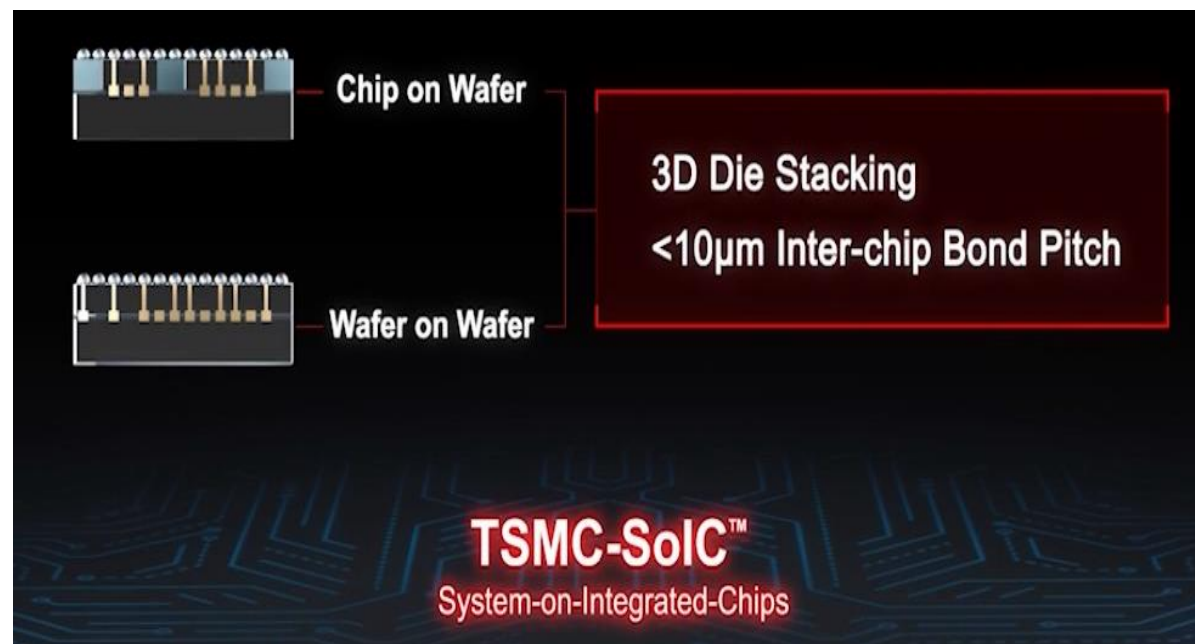 Chip on Wafer
3D Die Stacking
<10µm Inter-chip Bond Pitch
Wafer on Wafer
TSMC-SoIC™
System-on-Integrated-Chips